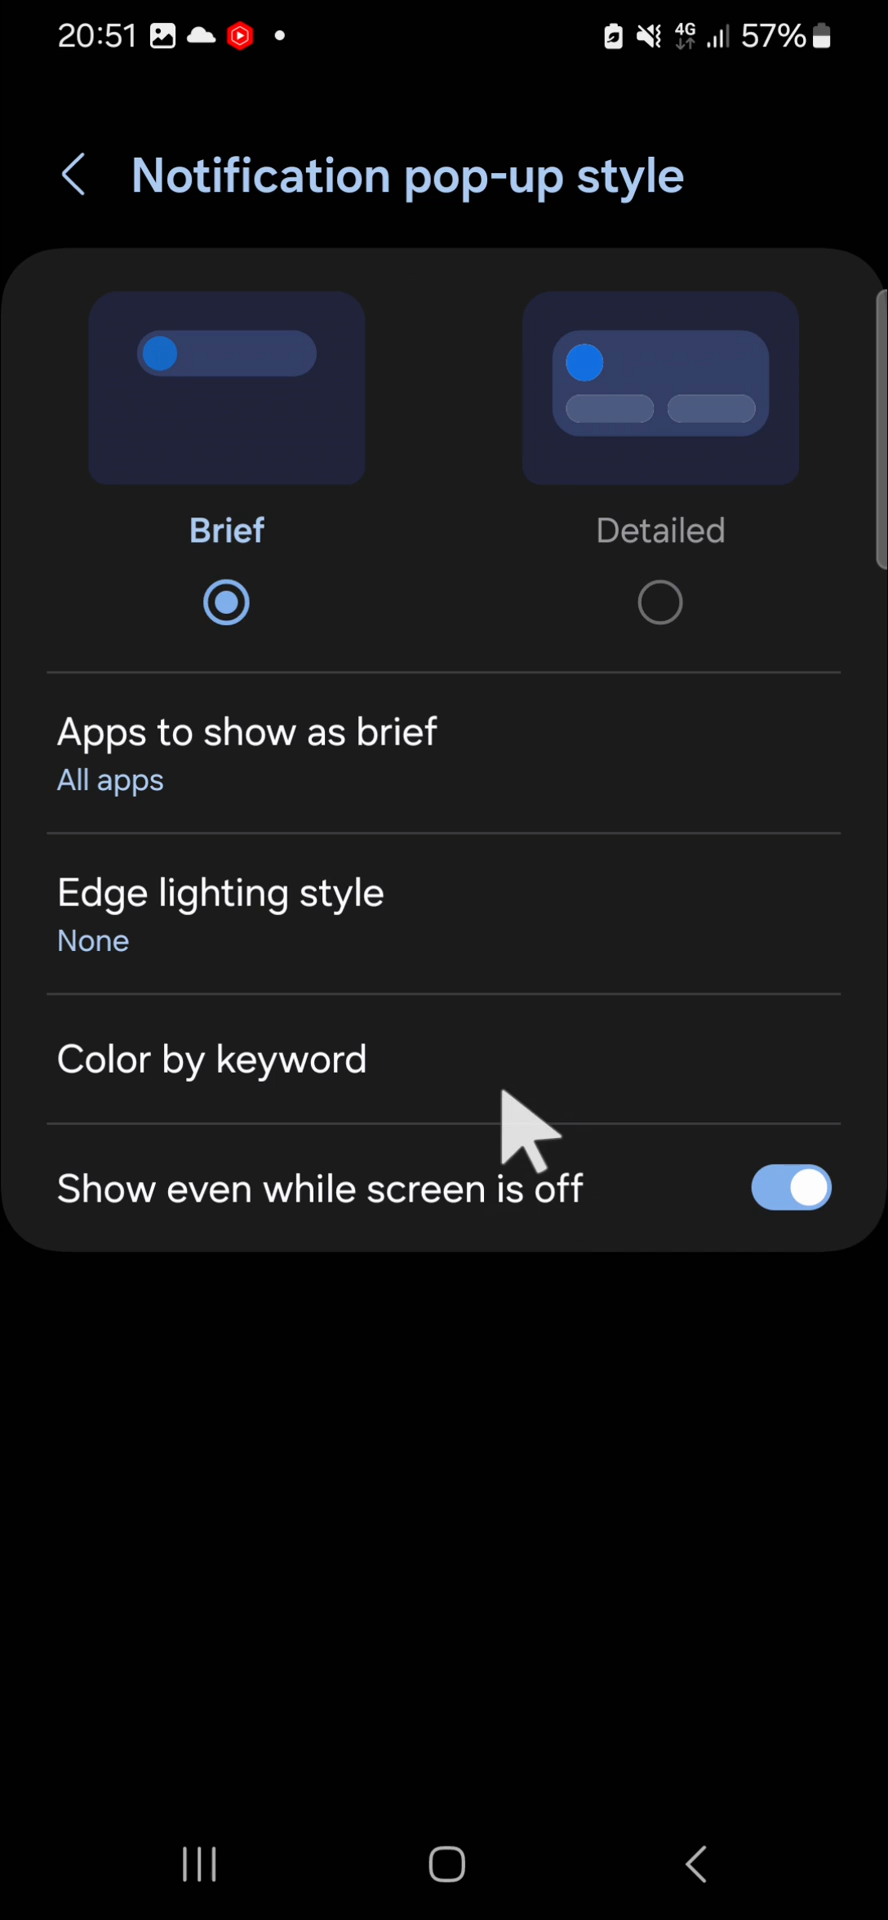 20:51 4G 57%
Notification pop-up style
Brief
Detailed
Apps to show as brief
All apps
Edge lighting style
None
Color by keyword
Show even while screen is off